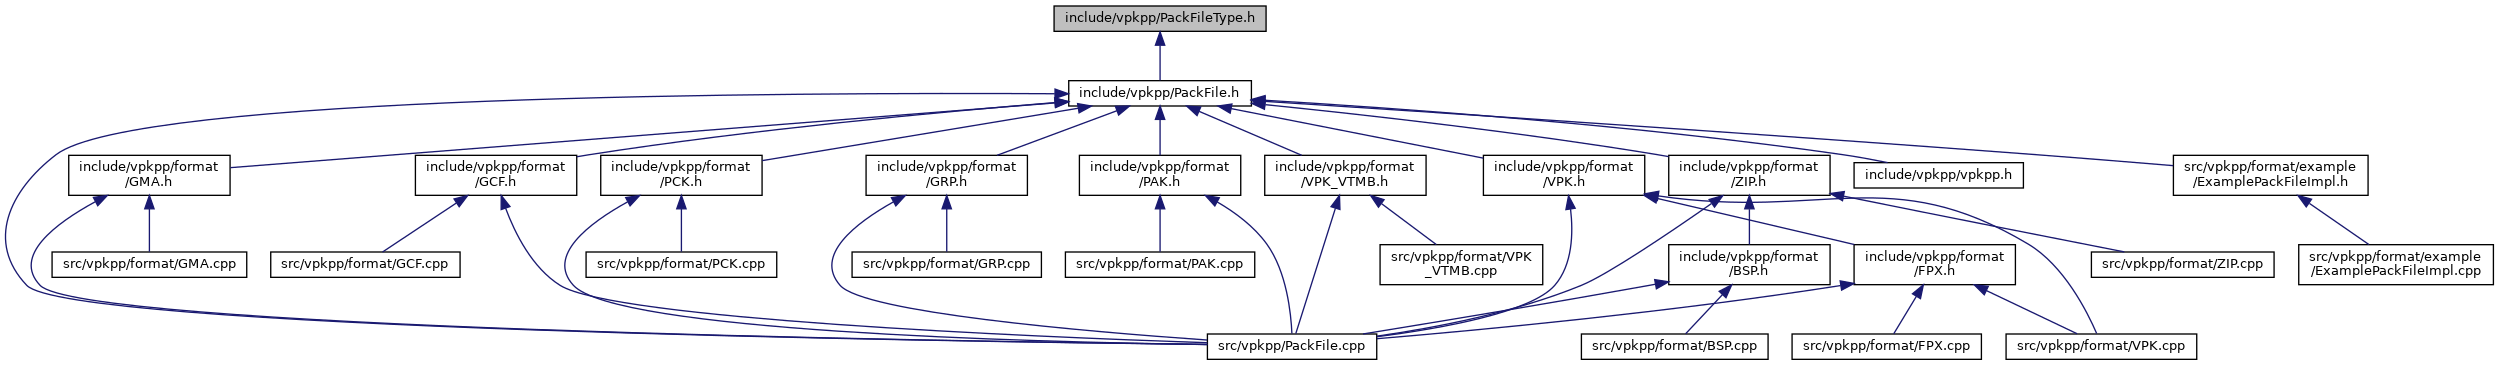 include/vpkpp/PackFileType.h
include/vpkpp/PackFile.h
include/vpkpp/format
/GMA.h
include/vpkpp/format
/GCF.h
include/vpkpp/format
/PCK.h
include/vpkpp/format
/GRP.h
include/vpkpp/format
/PAK.h
include/vpkpp/format
/VPK_VTMB.h
include/vpkpp/format
/VPK.h
include/vpkpp/format
/ZIP.h
include/vpkpp/vpkpp.h
src/vpkpp/format/example
/ExamplePackFileImpl.h
src/vpkpp/format/GMA.cpp
src/vpkpp/format/GCF.cpp
src/vpkpp/format/PCK.cpp
src/vpkpp/format/GRP.cpp
src/vpkpp/format/PAK.cpp
src/vpkpp/format/VPK
_VTMB.cpp
include/vpkpp/format
/BSP.h
include/vpkpp/format
/FPX.h
src/vpkpp/format/ZIP.cpp
src/vpkpp/format/example
/ExamplePackFileImpl.cpp
src/vpkpp/PackFile.cpp
src/vpkpp/format/BSP.cpp
src/vpkpp/format/FPX.cpp
src/vpkpp/format/VPK.cpp